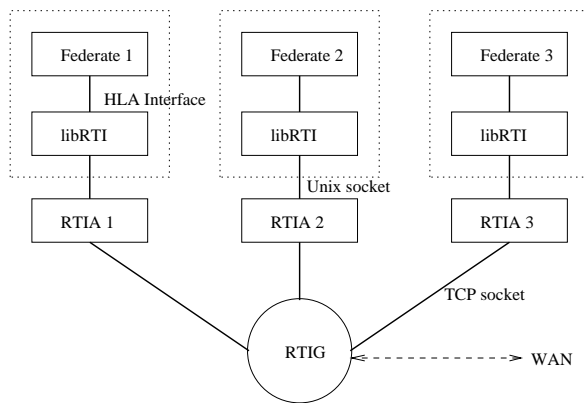 Federate 1
Federate 2
Federate 3
HLA Interface
libRTI
libRTI
libRTI
Unix socket
RTIA 1
RTIA 2
RTIA 3
TCP socket
RTIG
WAN